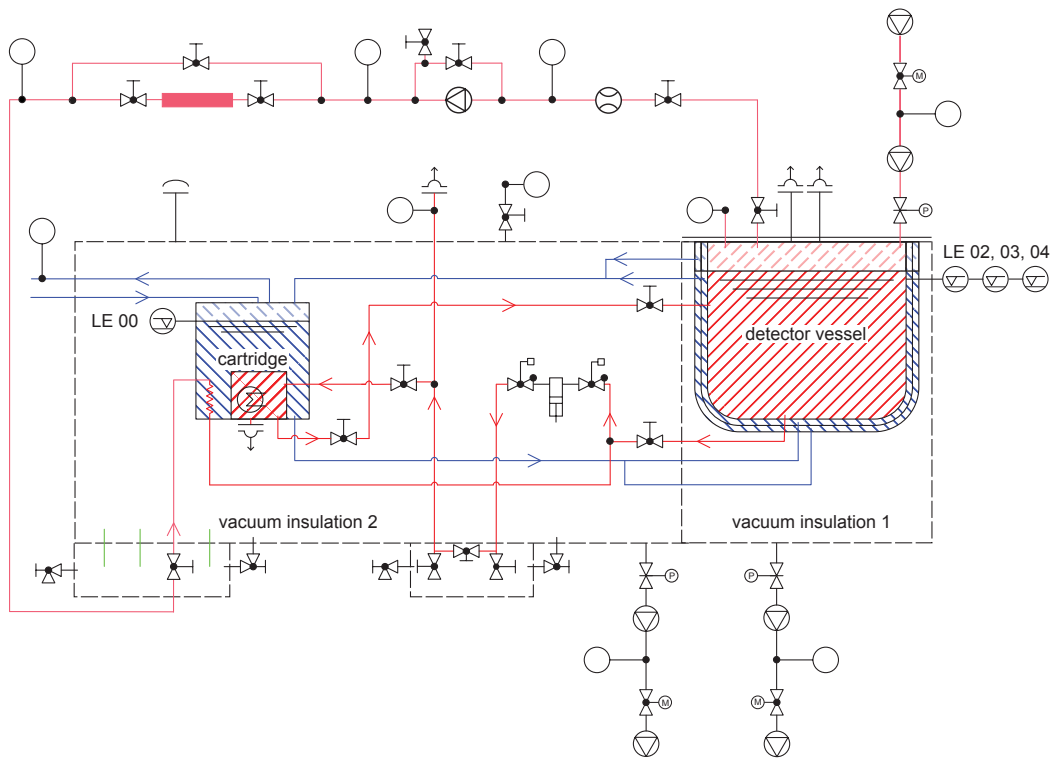 M
P
LE 02, 03, 04
LE 00
cartridge
detector vessel
vacuum insulation 2
vacuum insulation 1
P
P
M
M